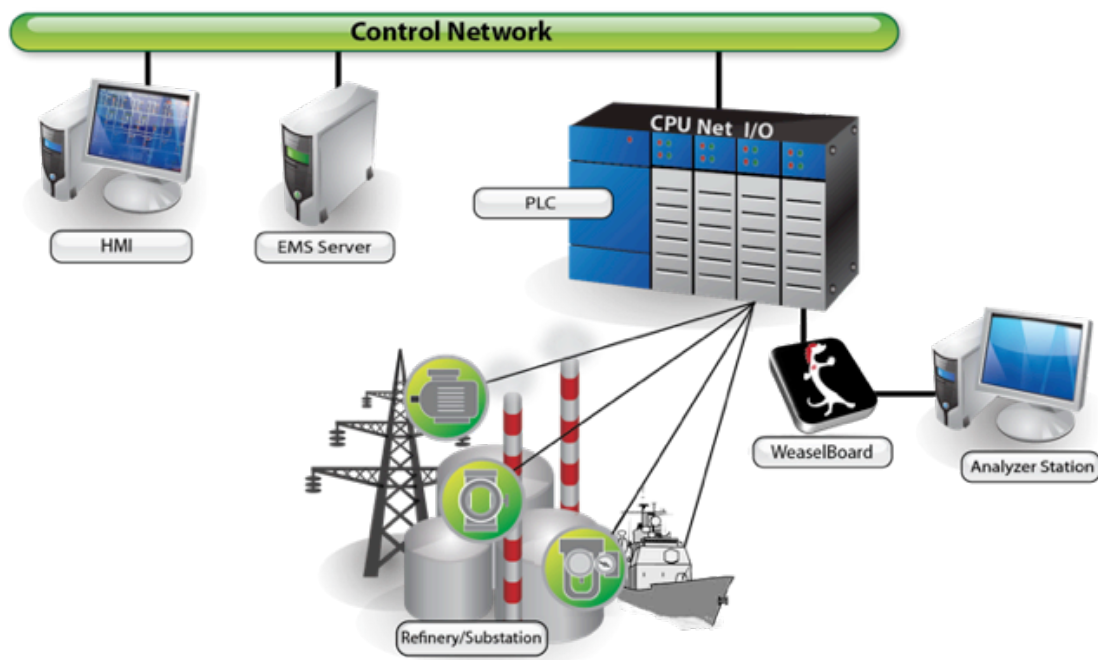 Control Network
CPU Net I/O
PLC
HMI
EMS Server
WeaselBoard
Analyzer Station
Refinery/Substation